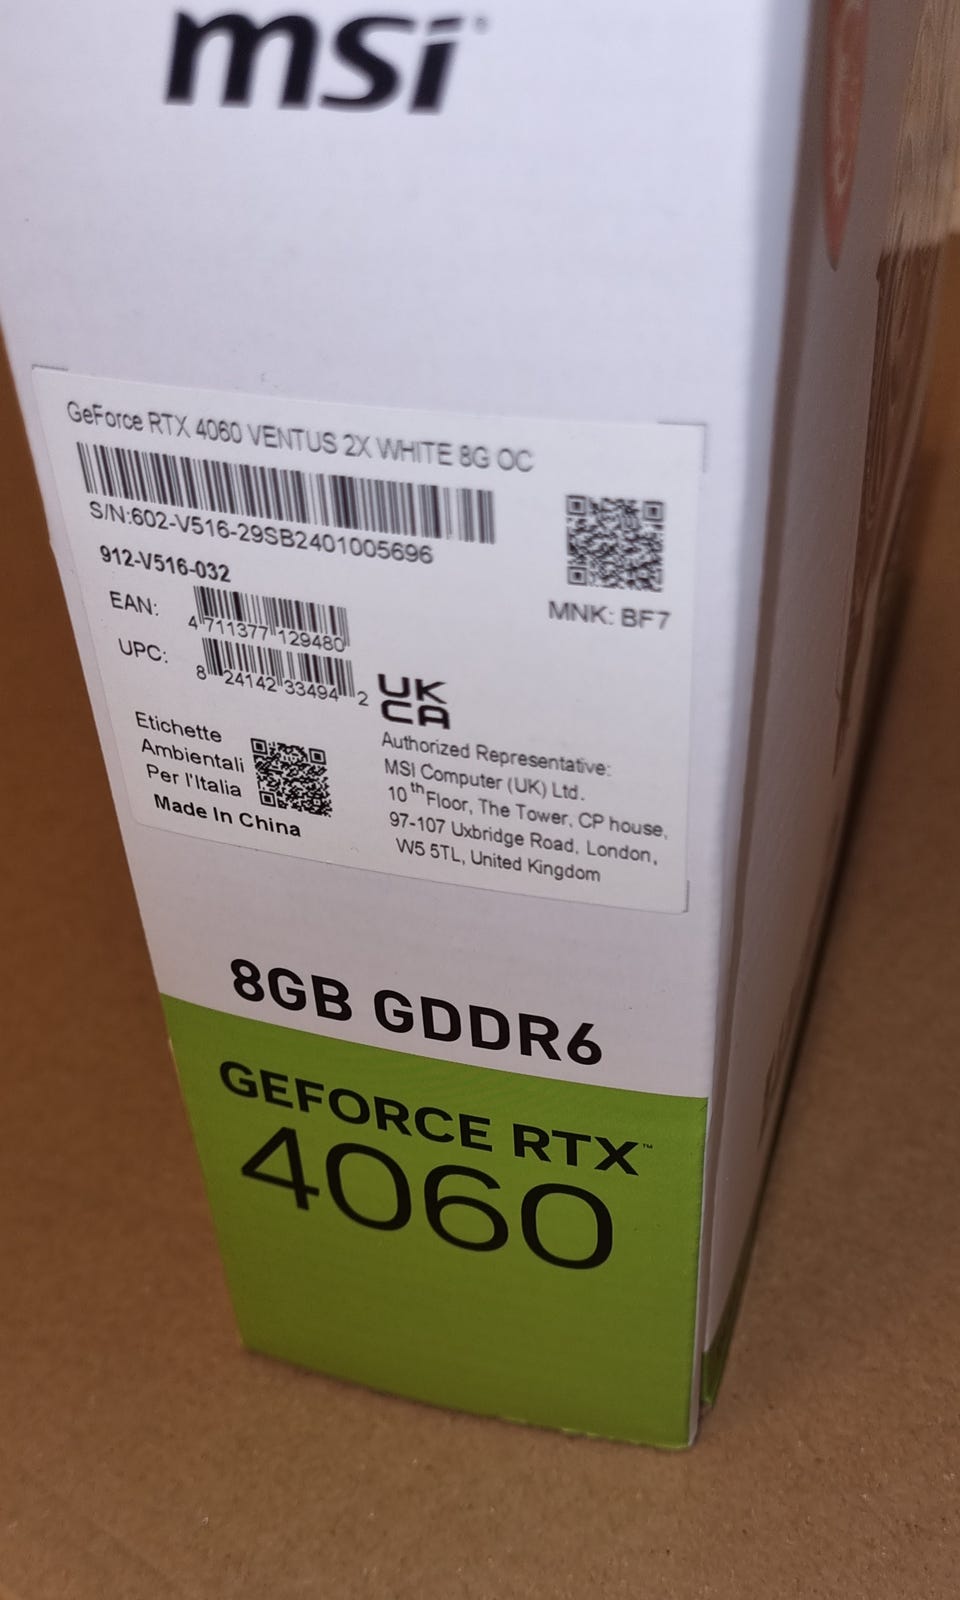 msi
GeForce RTX 4060 VENTUS 2X WHITE 8G OC
S/N:602-V516-29SB2401005696
912-V516-032
MNK: BF7
EAN:
4 711377 129480
UPC:
8 24142 33494 2
UK
CA
Etichette
Ambientali
Per l'Italia
Made In China
Authorized Representative:
MSI Computer (UK) Ltd.
10th Floor, The Tower, CP house,
97-107 Uxbridge Road, London,
W5 5TL, United Kingdom
8GB GDDR6
GEFORCE RTX™
4060